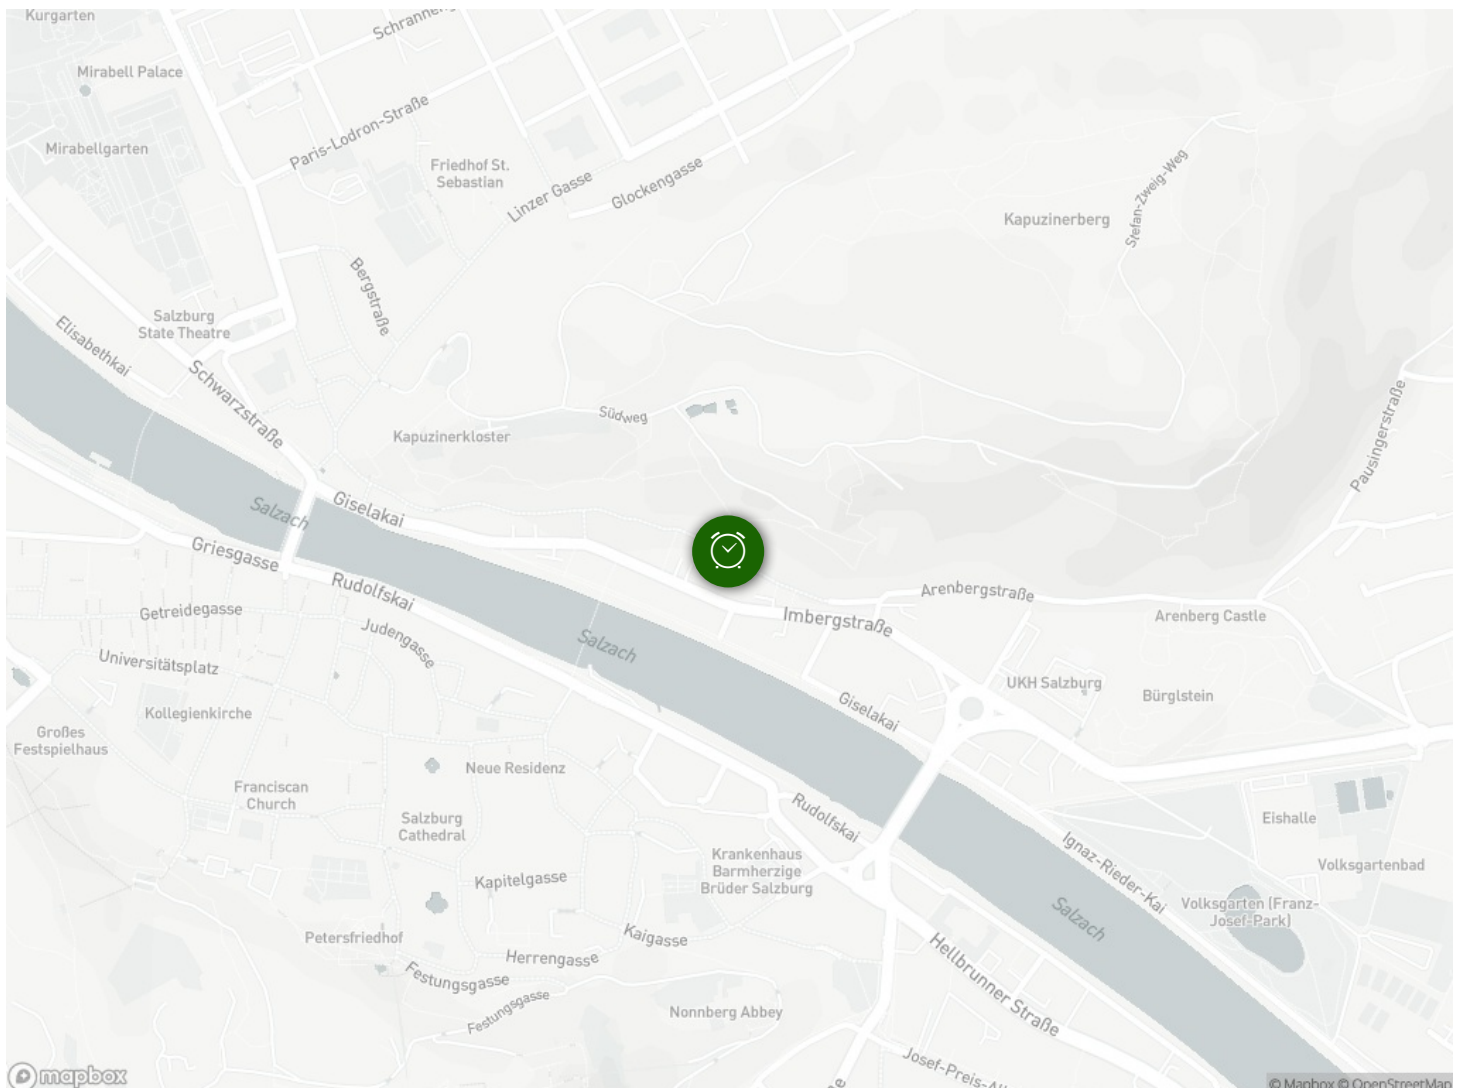 Kurgarten
Schranneng
Mirabell Palace
Paris-Lodron-Straße
Mirabellgarten
Friedhof St.
Sebastian
Linzer Gasse
Glockengasse
Stefan-Zweig-Weg
Kapuzinerberg
Bergstraße
Salzburg
State Theatre
Elisabethkai
Schwarzstraße
Südweg
Kapuzinerkloster
Pausingerstraße
Salzach
Giselakai
Griesgasse
Rudolfskai
Getreidegasse
Judengasse
Salzach
Imbergstraße
Arenbergstraße
Arenberg Castle
Universitätsplatz
UKH Salzburg
Bürglstein
Kollegienkirche
Giselakai
Großes
Festspielhaus
Neue Residenz
Franciscan
Church
Salzburg
Cathedral
Rudolfskai
Eishalle
Ignaz-Rieder-Kai
Krankenhaus
Barmherzige
Brüder Salzburg
Volksgartenbad
Kapitelgasse
Volksgarten (Franz-
Josef-Park)
Salzach
Petersfriedhof
Kaigasse
Herrengasse
Festungsgasse
Hellbrunner Straße
Festungsgasse
Nonnberg Abbey
Josef-Preis-All
mapbox
© Mapbox © OpenStreetMap